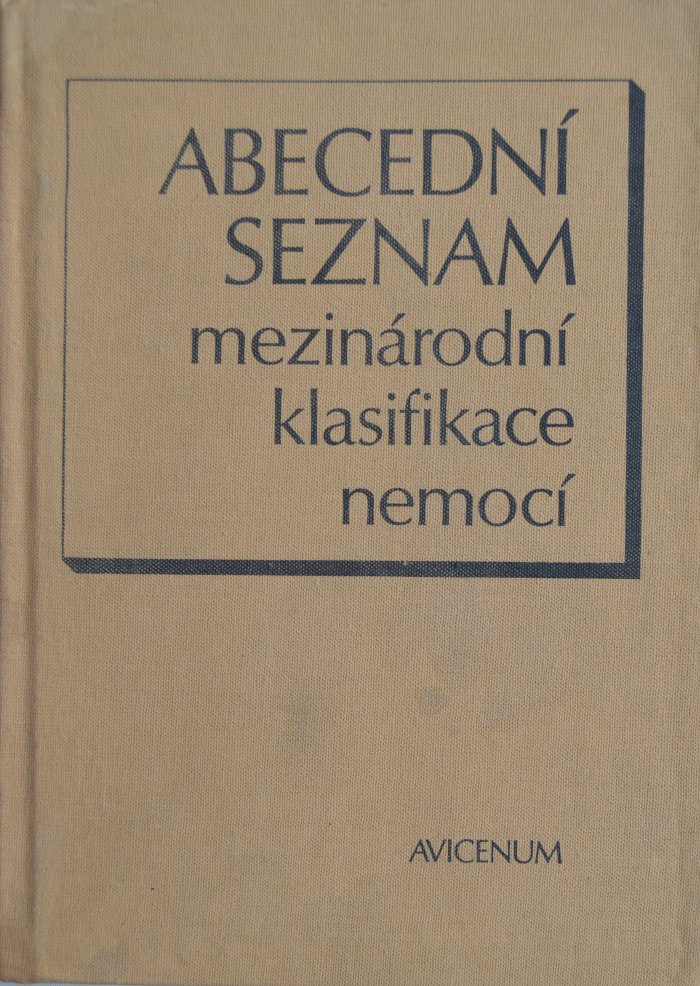 ABECEDNÍ
SEZNAM
mezinárodní
klasifikace
nemocí
AVICENUM